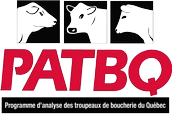 PATBQ
Programme d'analyse des troupeaux de boucherie du Québec